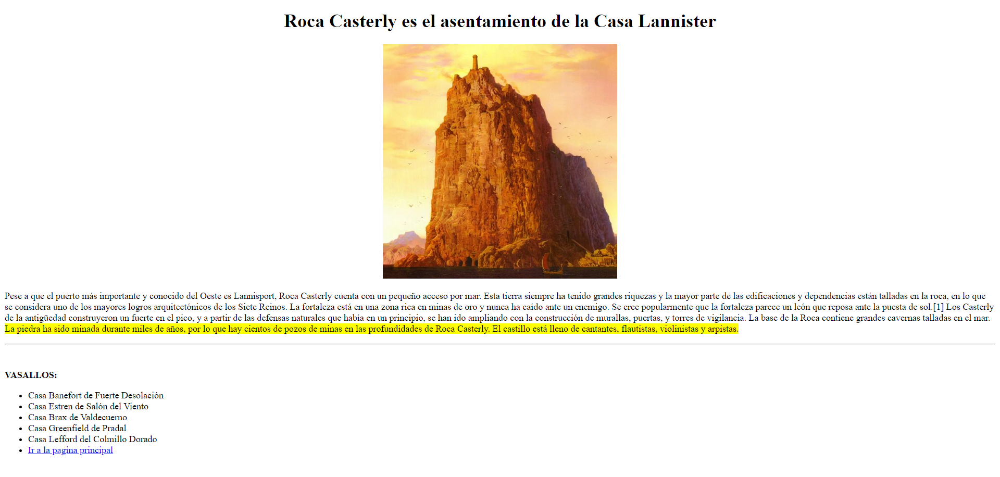 Roca Casterly es el asentamiento de la Casa Lannister
Pese a que el puerto más importante y conocido del Oeste es Lannisport, Roca Casterly cuenta con un pequeño acceso por mar. Esta tierra siempre ha tenido grandes riquezas y la mayor parte de las edificaciones y dependencias están talladas en la roca, en lo que
se considera uno de los mayores logros arquitectónicos de los Siete Reinos. La fortaleza está en una zona rica en minas de oro y nunca ha caído ante un enemigo. Se cree popularmente que la fortaleza parece un león que reposa ante la puesta de sol.[1] Los Casterly
de la antigüedad construyeron un fuerte en el pico, y a partir de las defensas naturales que había en un principio, se han ido ampliando con la construcción de murallas, puertas, y torres de vigilancia. La base de la Roca contiene grandes cavernas talladas en el mar.
La piedra ha sido minada durante miles de años, por lo que hay cientos de pozos de minas en las profundidades de Roca Casterly. El castillo está lleno de cantantes, flautistas, violinistas y arpistas.
VASALLOS:
• Casa Banefort de Fuerte Desolación
• Casa Estren de Salón del Viento
• Casa Brax de Valdecuerno
• Casa Greenfield de Pradal
• Casa Lefford del Colmillo Dorado
• Ir a la pagina principal